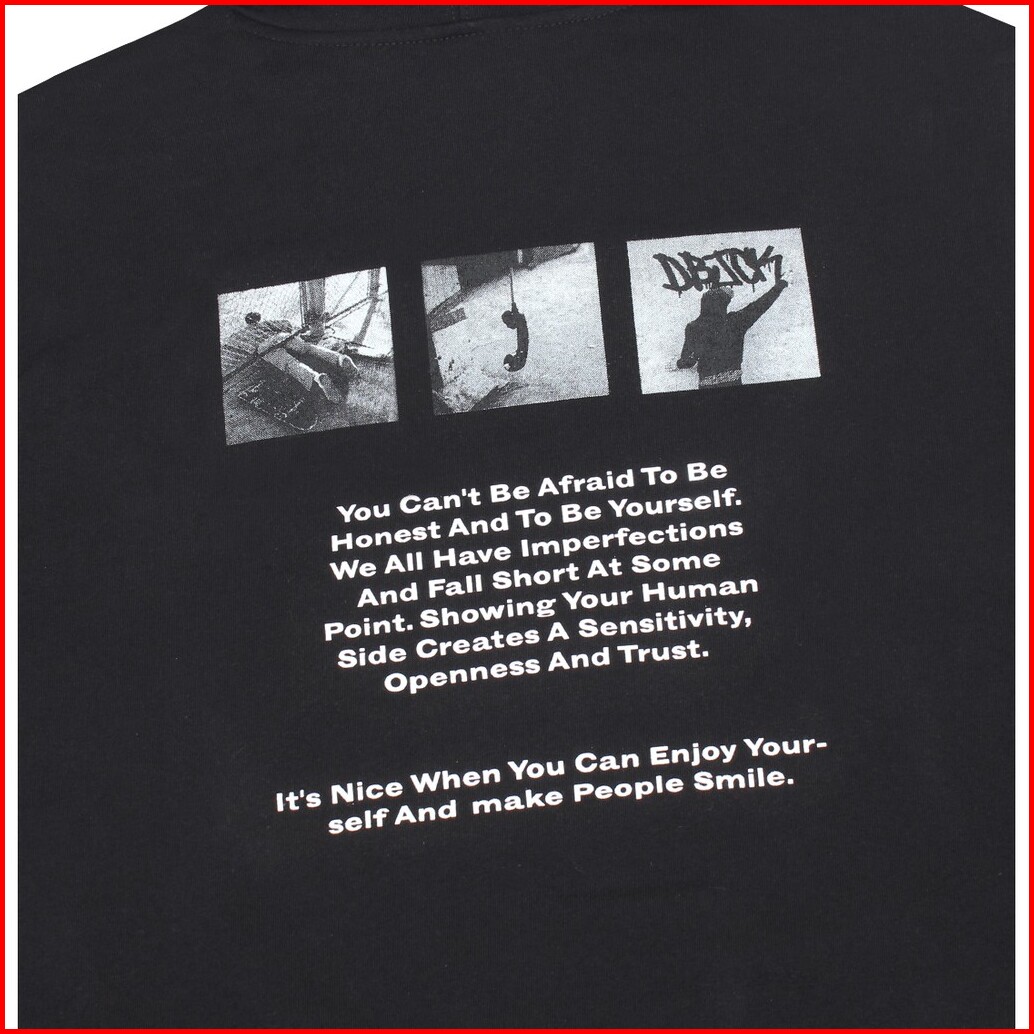 DBJCK
You Can't Be Afraid To Be
Honest And To Be Yourself.
We All Have Imperfections
And Fall Short At Some
Point. Showing Your Human
Side Creates A Sensitivity,
Openness And Trust.
It's Nice When You Can Enjoy Your-
self And make People Smile.